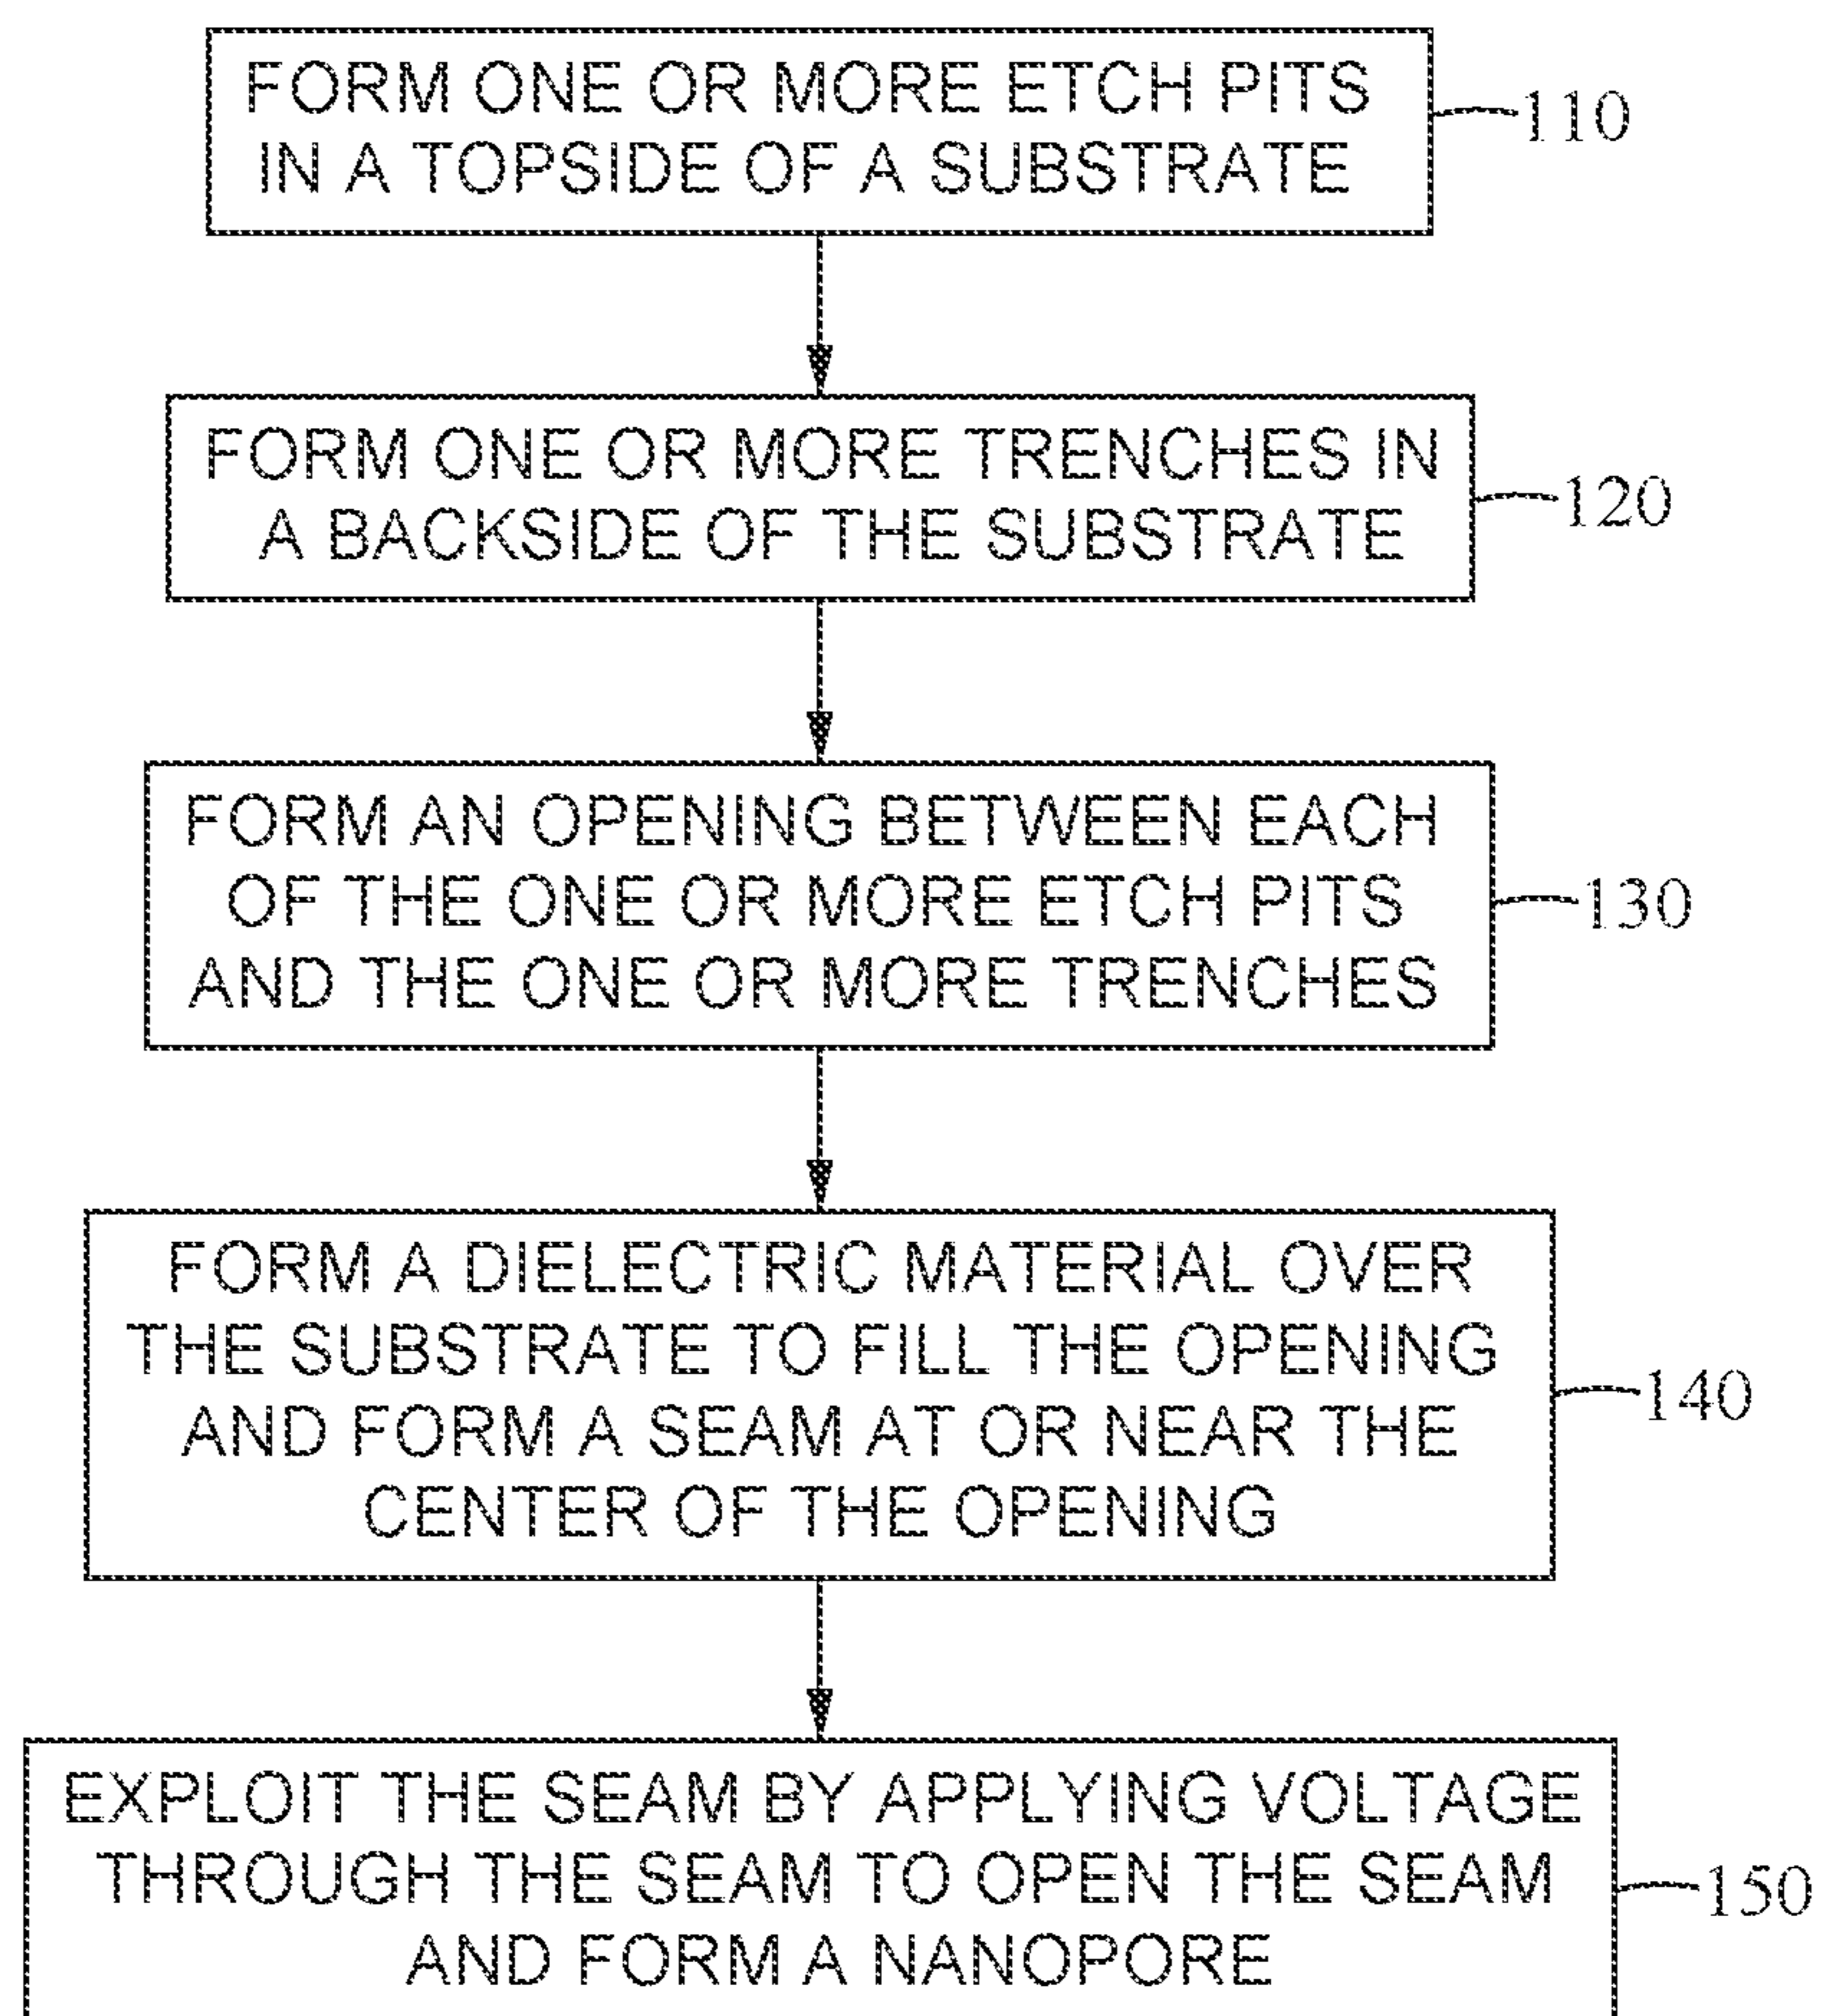 FORM ONE OR MORE ETCH PITS
IN A TOPSIDE OF A SUBSTRATE
110
FORM ONE OR MORE TRENCHES IN
A BACKSIDE OF THE SUBSTRATE
120
FORM AN OPENING BETWEEN EACH
OF THE ONE OR MORE ETCH PITS
AND THE ONE OR MORE TRENCHES
130
FORM A DIELECTRIC MATERIAL OVER
THE SUBSTRATE TO FILL THE OPENING
AND FORM A SEAM AT OR NEAR THE
CENTER OF THE OPENING
140
EXPLOIT THE SEAM BY APPLYING VOLTAGE
THROUGH THE SEAM TO OPEN THE SEAM
AND FORM A NANOPORE
150